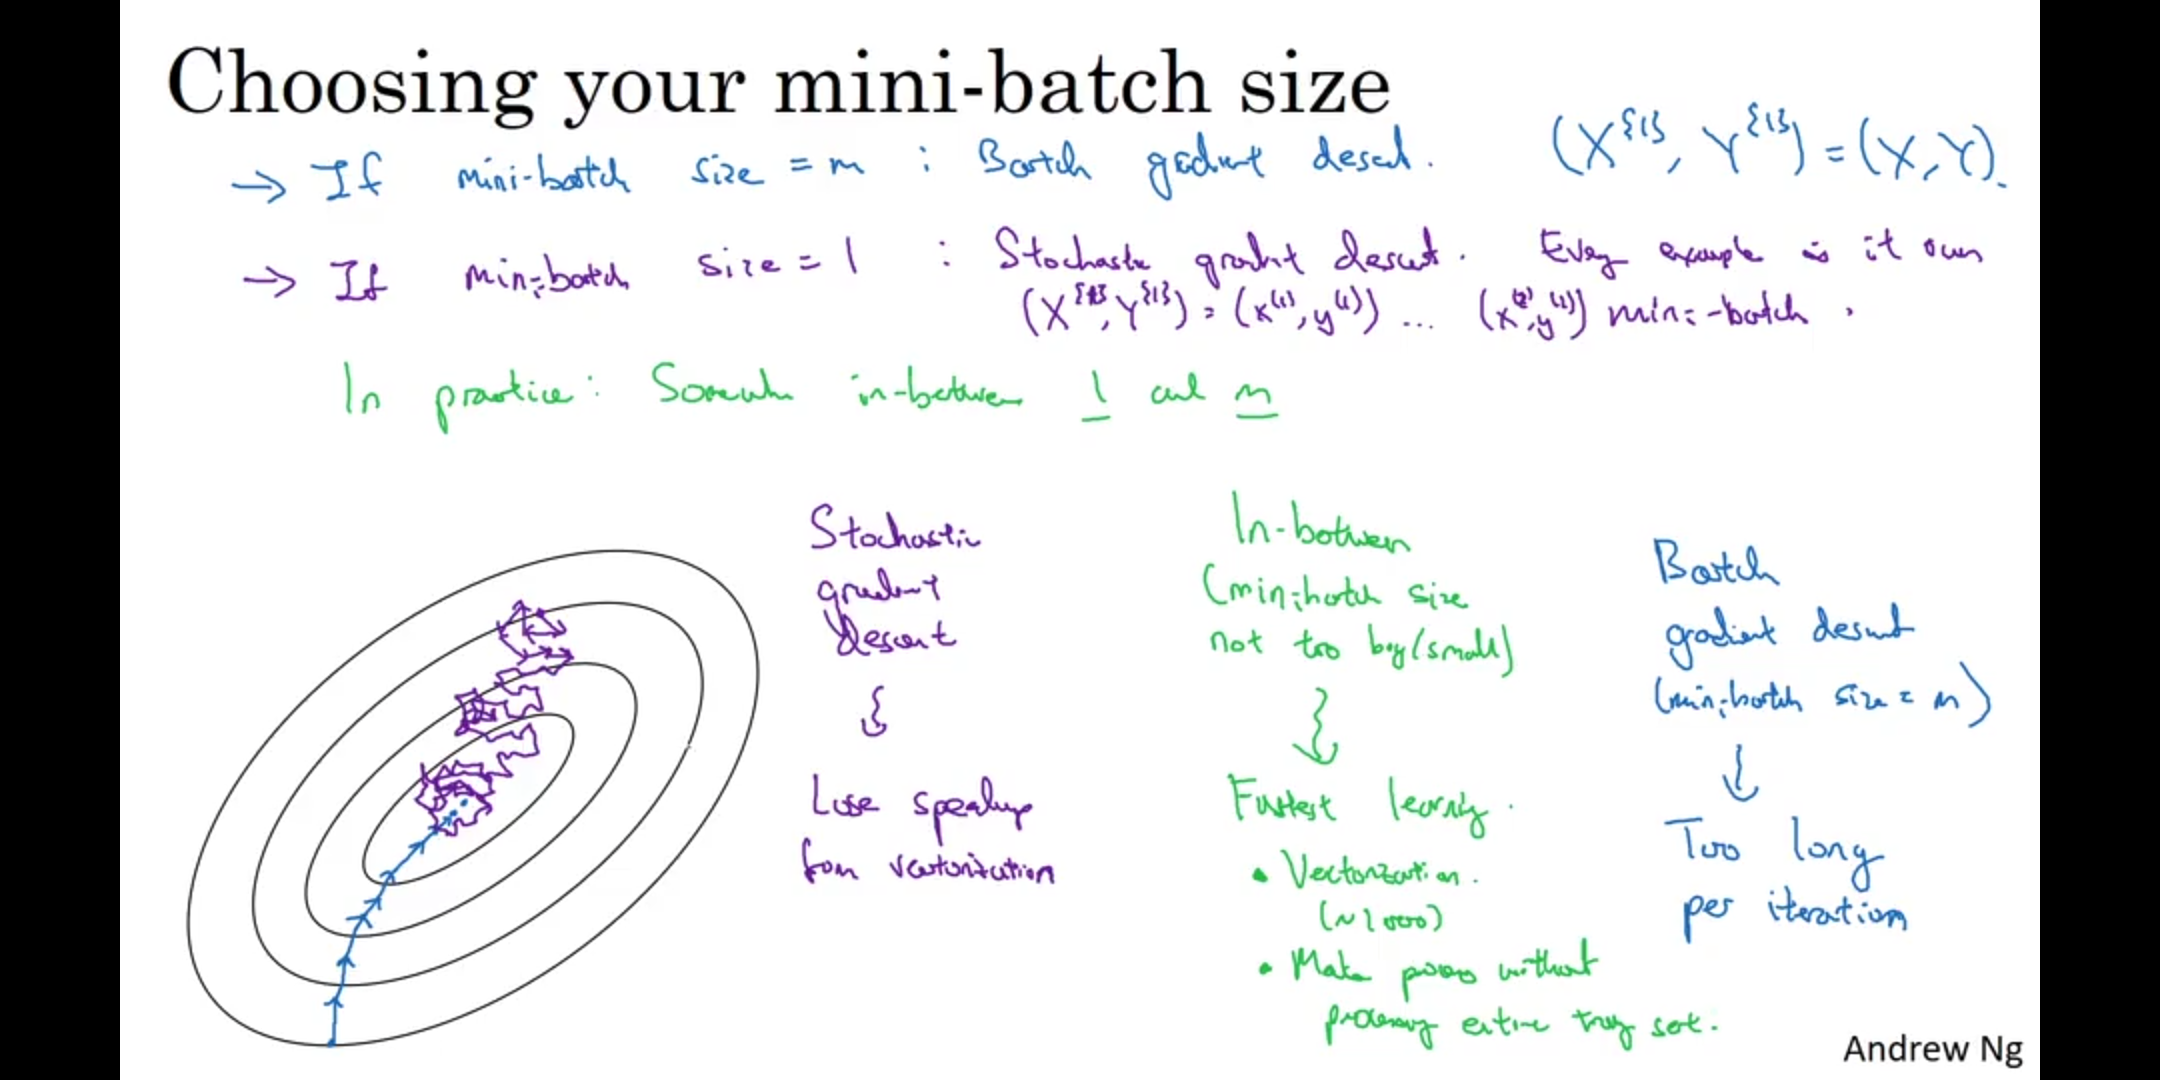 Choosing your mini-batch size
→ If mini-batch size = m : Batch gradient descent. (X^{1}, Y^{1}) = (X, Y).
→ If mini-batch size = 1 : Stochastic gradient descent. Every example is it own
(X^{1}, Y^{1}) = (x^(1), y^(1)) ... (x^(2), y^(2)) mini-batch.
In practice: Somewhere in-between 1 and m
Stochastic
gradient
descent
Lose speedup
from vectorization
In-between
(mini-batch size
not too big/small)
Fastest learning.
• Vectorization.
(~1000)
• Make progress without
processing entire training set.
Batch
gradient descent
(mini-batch size = m)
Too long
per iteration
Andrew Ng